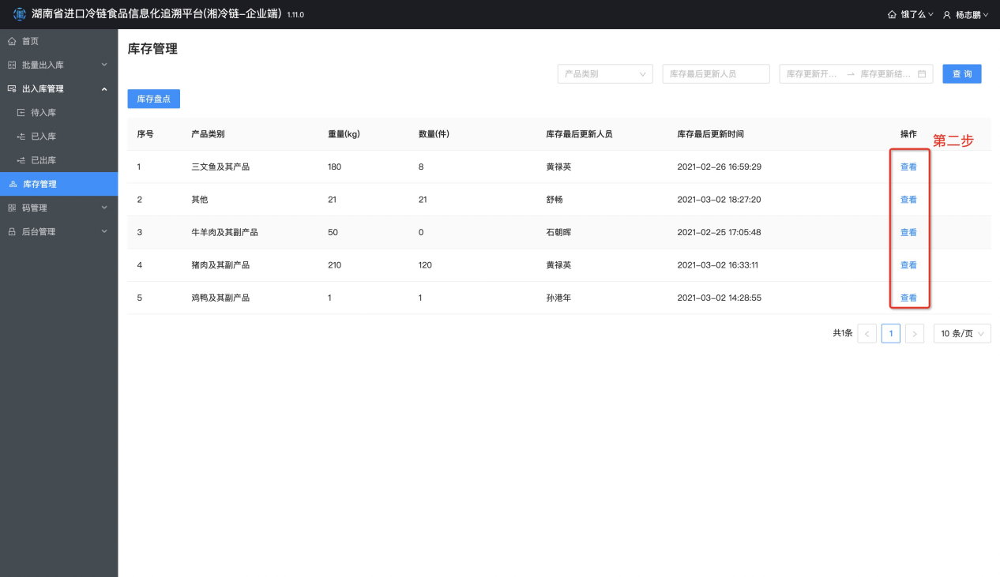 湖南省进口冷链食品信息化追溯平台(湘冷链-企业端) 1.11.0
饿了么
杨志鹏
首页
批量出入库
出入库管理
待入库
已入库
已出库
库存管理
码管理
后台管理
库存管理
产品类别 库存最后更新人员 库存更新开... → 库存更新结... 查 询
库存盘点
序号 产品类别 重量(kg) 数量(件) 库存最后更新人员 库存最后更新时间 操作
第二步
1 三文鱼及其产品 180 8 黄禄英 2021-02-26 16:59:29 查看
2 其他 21 21 舒畅 2021-03-02 18:27:20 查看
3 牛羊肉及其副产品 50 0 石朝晖 2021-02-25 17:05:48 查看
4 猪肉及其副产品 210 120 黄禄英 2021-03-02 16:33:11 查看
5 鸡鸭及其副产品 1 1 孙港年 2021-03-02 14:28:55 查看
共1条 < 1 > 10 条/页